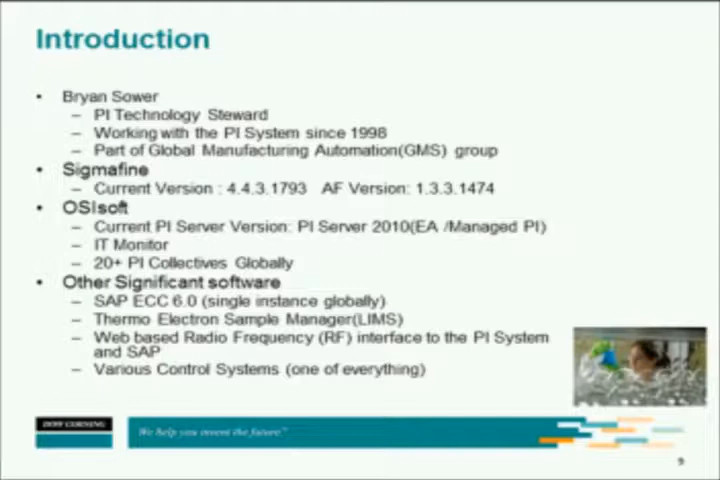 Introduction
• Bryan Sower
– PI Technology Steward
– Working with the PI System since 1998
– Part of Global Manufacturing Automation(GMS) group
• Sigmafine
– Current Version : 4.4.3.1793 AF Version: 1.3.3.1474
• OSIsoft
– Current PI Server Version: PI Server 2010(EA /Managed PI)
– IT Monitor
– 20+ PI Collectives Globally
• Other Significant software
– SAP ECC 6.0 (single instance globally)
– Thermo Electron Sample Manager(LIMS)
– Web based Radio Frequency (RF) interface to the PI System
and SAP
– Various Control Systems (one of everything)
DOW CORNING
We help you invent the future.™
9